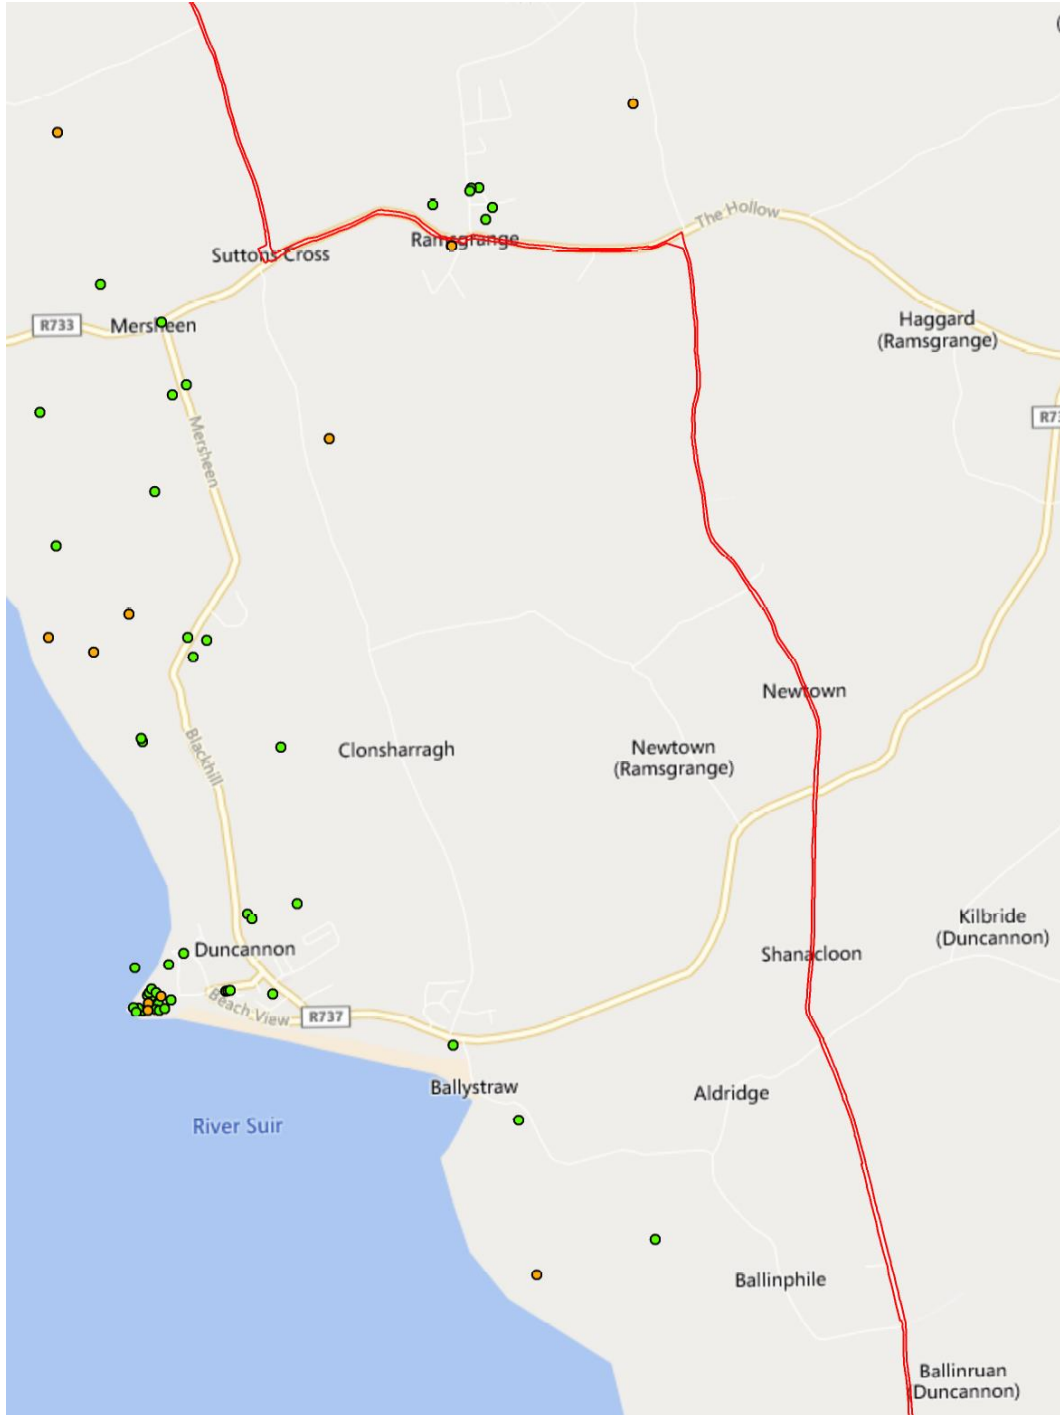 (
The Hollow
Ramsgrange
Suttons Cross
Haggard
(Ramsgrange)
R733
Mersheen
R73
Mersheen
Newtown
Blackhill
Clonsharragh
Newtown
(Ramsgrange)
Kilbride
(Duncannon)
Duncannon
Shanacloon
Beach View
R737
Ballystraw
Aldridge
River Suir
Ballinphile
Ballinruan
Duncannon)